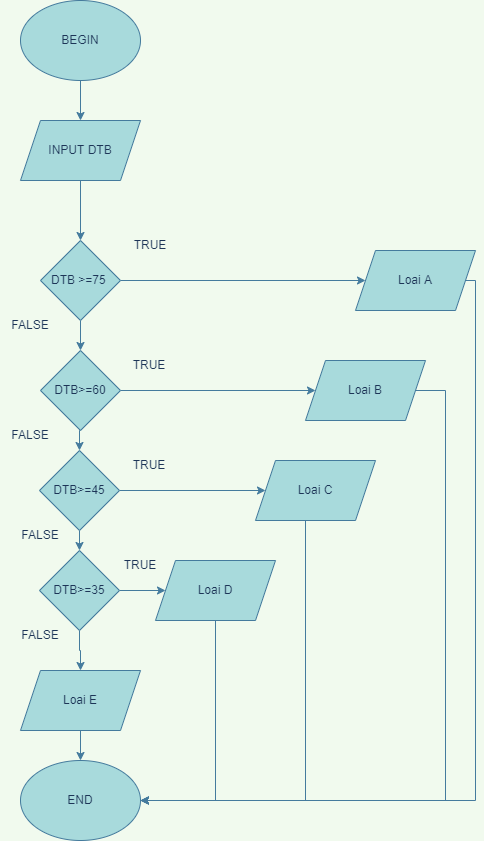 BEGIN
INPUT DTB
TRUE
DTB >=75
Loai A
FALSE
TRUE
DTB>=60
Loai B
FALSE
TRUE
DTB>=45
Loai C
FALSE
TRUE
DTB>=35
Loai D
FALSE
Loai E
END